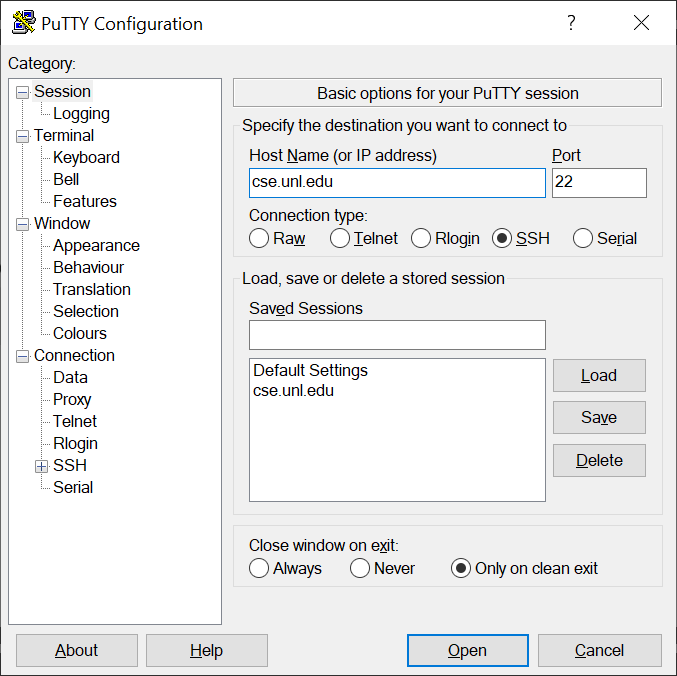 PuTTY Configuration
Category:
Session
Logging
Terminal
Keyboard
Bell
Features
Window
Appearance
Behaviour
Translation
Selection
Colours
Connection
Data
Proxy
Telnet
Rlogin
SSH
Serial
Basic options for your PuTTY session
Specify the destination you want to connect to
Host Name (or IP address) Port
cse.unl.edu 22
Connection type:
Raw Telnet Rlogin SSH Serial
Load, save or delete a stored session
Saved Sessions
Default Settings
cse.unl.edu
Load
Save
Delete
Close window on exit:
Always Never Only on clean exit
About Help Open Cancel